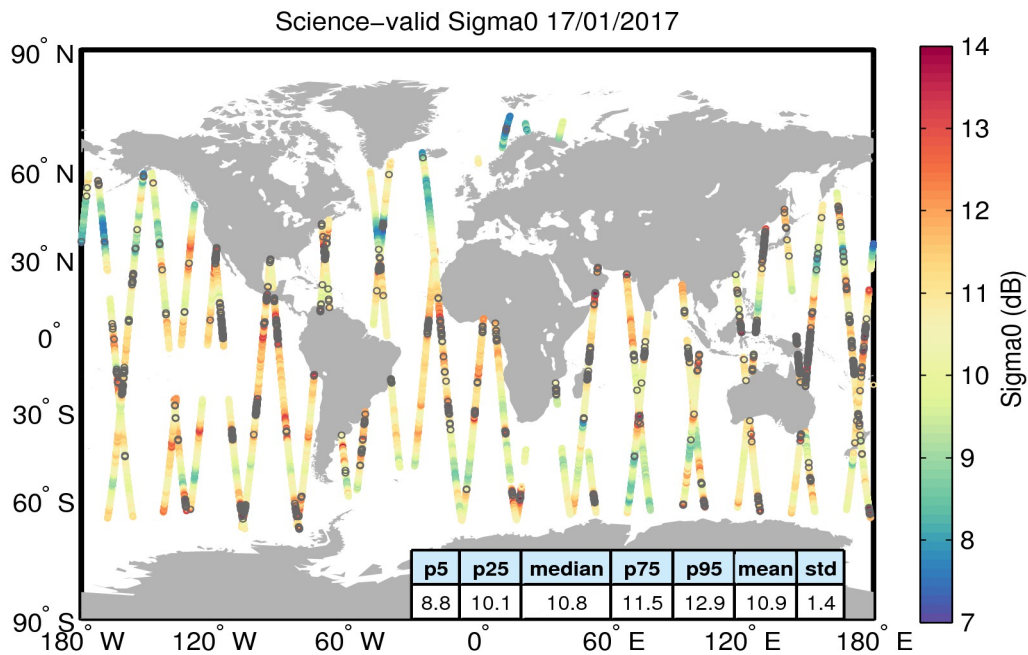 Science−valid Sigma0 17/01/2017
90° N
60° N
30° N
0°
30° S
60° S
90° S
180° W
120° W
60° W
0°
60° E
120° E
180° E
p5 p25 median p75 p95 mean std
8.8 10.1 10.8 11.5 12.9 10.9 1.4
14
13
12
11
10
9
8
7
Sigma0 (dB)